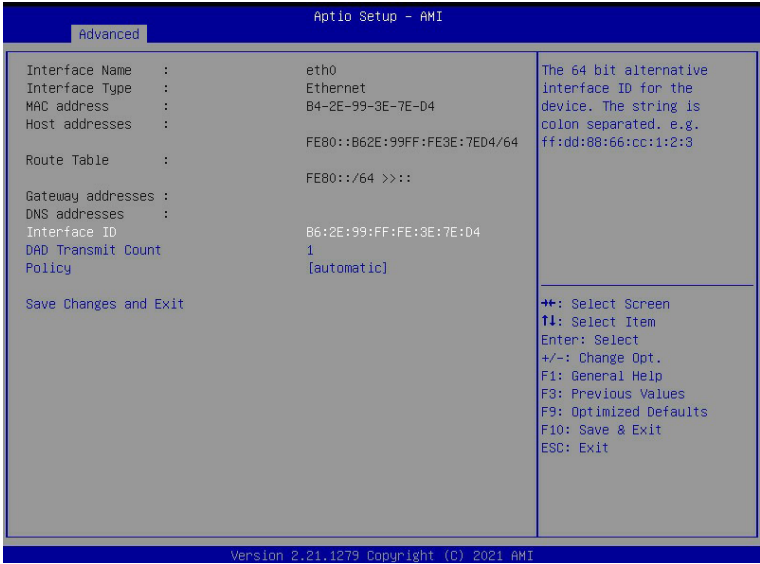 Aptio Setup – AMI
Advanced
Interface Name : eth0
Interface Type : Ethernet
MAC address : B4-2E-99-3E-7E-D4
Host addresses :
FE80::B62E:99FF:FE3E:7ED4/64
Route Table :
FE80::/64 >>::
Gateway addresses :
DNS addresses :
Interface ID B6:2E:99:FF:FE:3E:7E:D4
DAD Transmit Count 1
Policy [automatic]
Save Changes and Exit
The 64 bit alternative
interface ID for the
device. The string is
colon separated. e.g.
ff:dd:88:66:cc:1:2:3
→←: Select Screen
↑↓: Select Item
Enter: Select
+/-: Change Opt.
F1: General Help
F3: Previous Values
F9: Optimized Defaults
F10: Save & Exit
ESC: Exit
Version 2.21.1279 Copyright (C) 2021 AMI